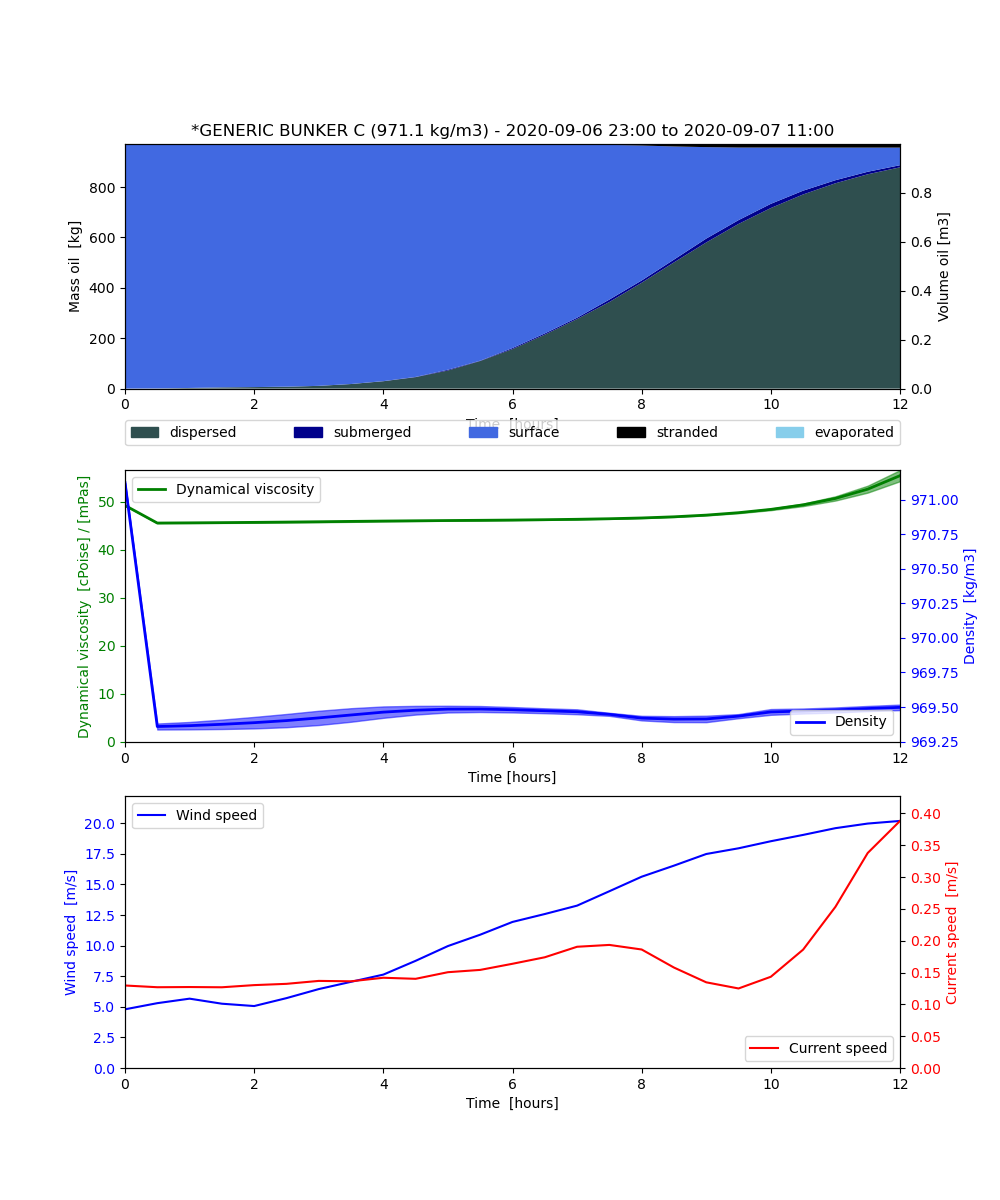 *GENERIC BUNKER C (971.1 kg/m3) - 2020-09-06 23:00 to 2020-09-07 11:00
Mass oil [kg]
800
600
400
200
0
Volume oil [m3]
0.8
0.6
0.4
0.2
0.0
0 2 4 6 8 10 12
Time [hours]
dispersed submerged surface stranded evaporated
Dynamical viscosity
Dynamical viscosity [cPoise] / [mPas]
50
40
30
20
10
0
Density [kg/m3]
971.00
970.75
970.50
970.25
970.00
969.75
969.50
969.25
Density
0 2 4 6 8 10 12
Time [hours]
Wind speed
Wind speed [m/s]
20.0
17.5
15.0
12.5
10.0
7.5
5.0
2.5
0.0
Current speed [m/s]
0.40
0.35
0.30
0.25
0.20
0.15
0.10
0.05
0.00
Current speed
0 2 4 6 8 10 12
Time [hours]